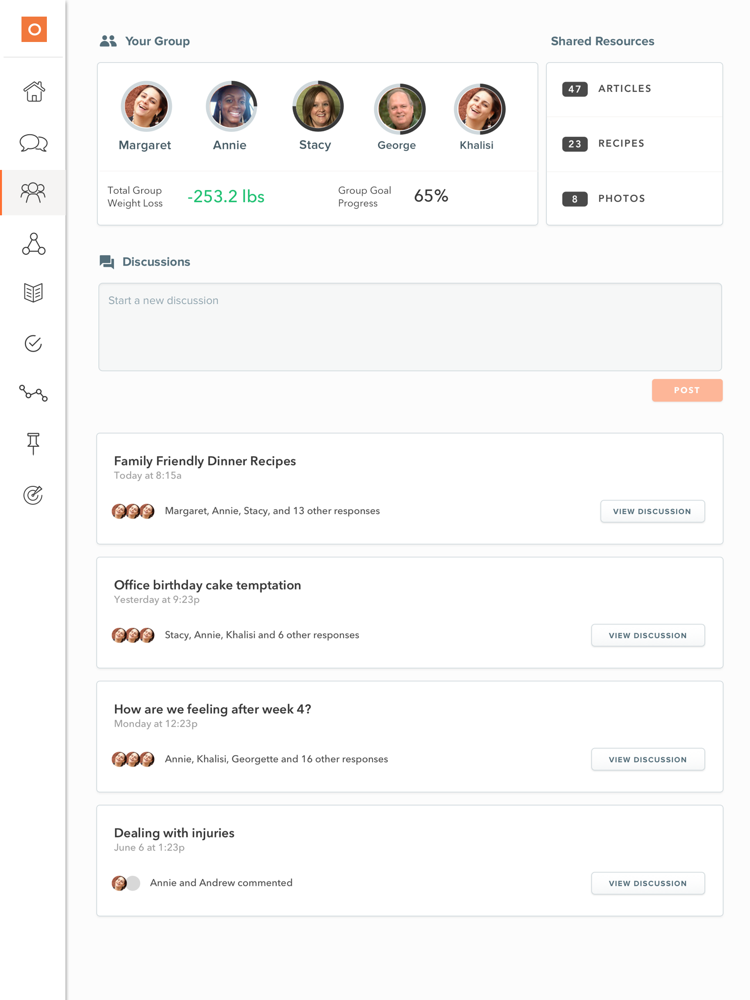 Your Group
Shared Resources
Margaret
Annie
Stacy
George
Khalisi
Total Group
Weight Loss
-253.2 lbs
Group Goal
Progress
65%
47 ARTICLES
23 RECIPES
8 PHOTOS
Discussions
Start a new discussion
POST
Family Friendly Dinner Recipes
Today at 8:15a
Margaret, Annie, Stacy, and 13 other responses
VIEW DISCUSSION
Office birthday cake temptation
Yesterday at 9:23p
Stacy, Annie, Khalisi and 6 other responses
VIEW DISCUSSION
How are we feeling after week 4?
Monday at 12:23p
Annie, Khalisi, Georgette and 16 other responses
VIEW DISCUSSION
Dealing with injuries
June 6 at 1:23p
Annie and Andrew commented
VIEW DISCUSSION